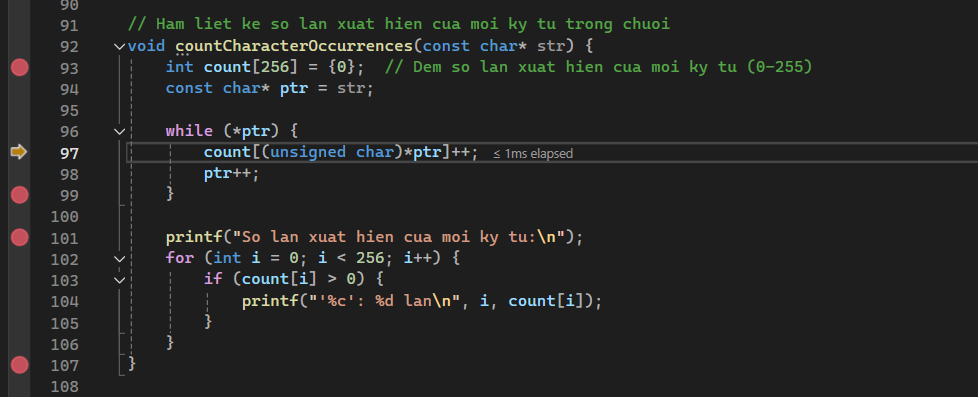 90
91 // Ham liet ke so lan xuat hien cua moi ky tu trong chuoi
92 void countCharacterOccurrences(const char* str) {
93 int count[256] = {0};  // Dem so lan xuat hien cua moi ky tu (0-255)
94 const char* ptr = str;
95
96 while (*ptr) {
97 count[(unsigned char)*ptr]++; ≤ 1ms elapsed
98 ptr++;
99 }
100
101 printf("So lan xuat hien cua moi ky tu:\n");
102 for (int i = 0; i < 256; i++) {
103 if (count[i] > 0) {
104 printf("'%c': %d lan\n", i, count[i]);
105 }
106 }
107 }
108